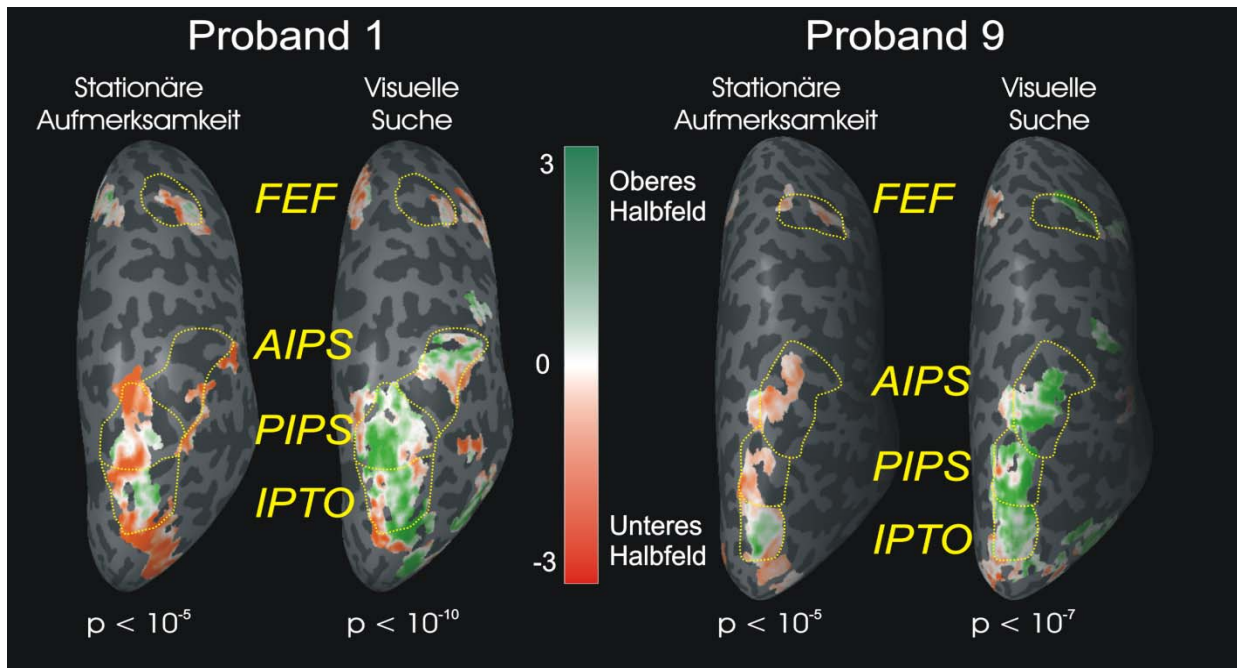 Proband 1
Proband 9
Stationäre
Aufmerksamkeit
Visuelle
Suche
Stationäre
Aufmerksamkeit
Visuelle
Suche
FEF
AIPS
PIPS
IPTO
3
0
-3
Oberes
Halbfeld
Unteres
Halbfeld
FEF
AIPS
PIPS
IPTO
p < 10⁻⁵
p < 10⁻¹⁰
p < 10⁻⁵
p < 10⁻⁷